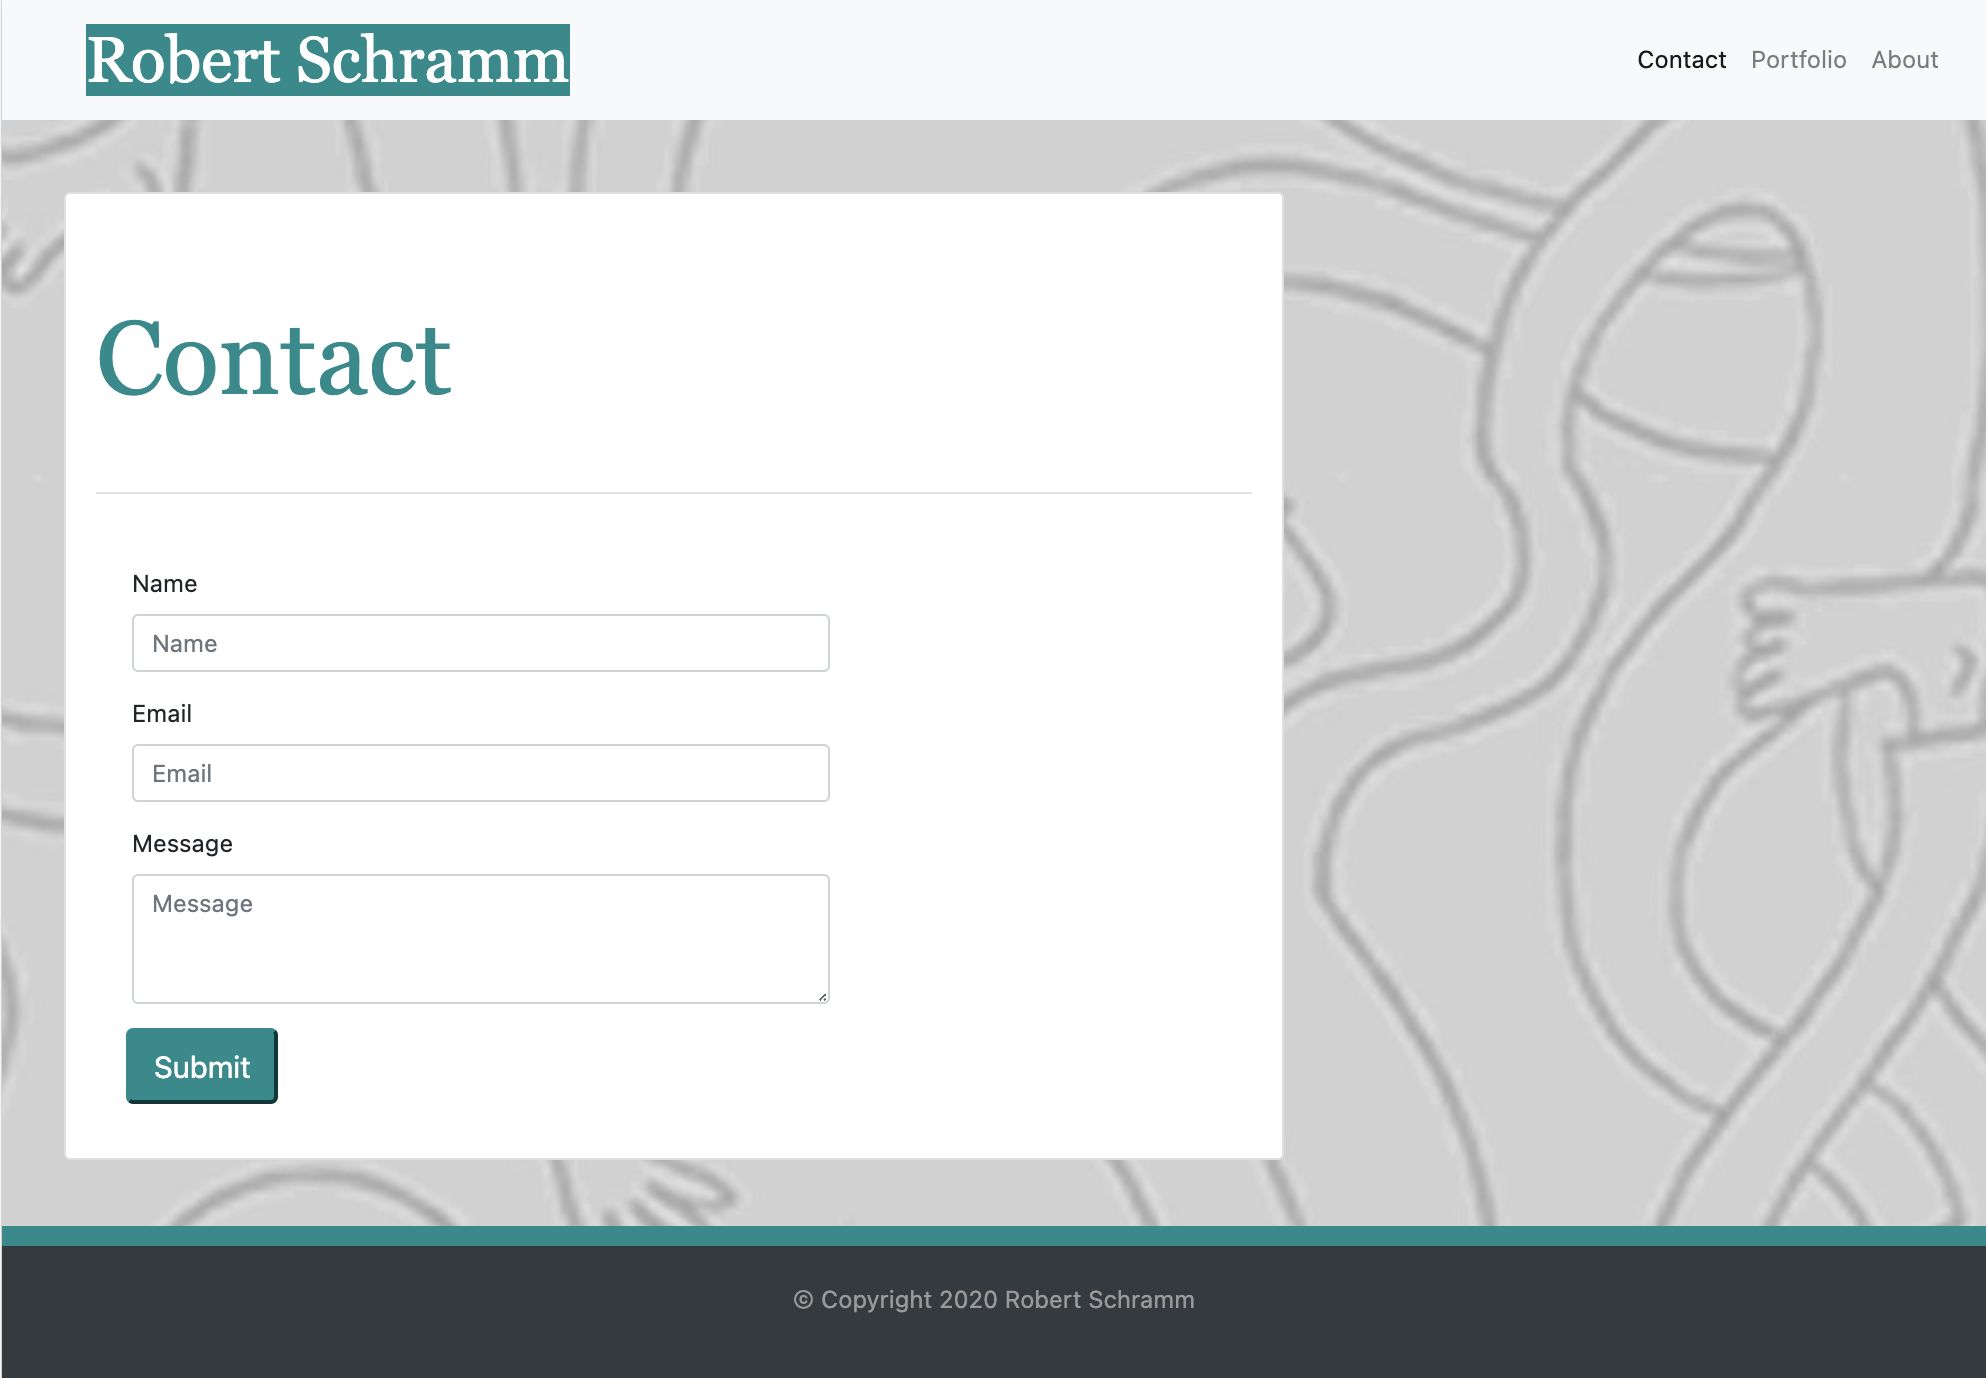 Robert Schramm
Contact Portfolio About
Contact
Name
Name
Email
Email
Message
Message
Submit
© Copyright 2020 Robert Schramm